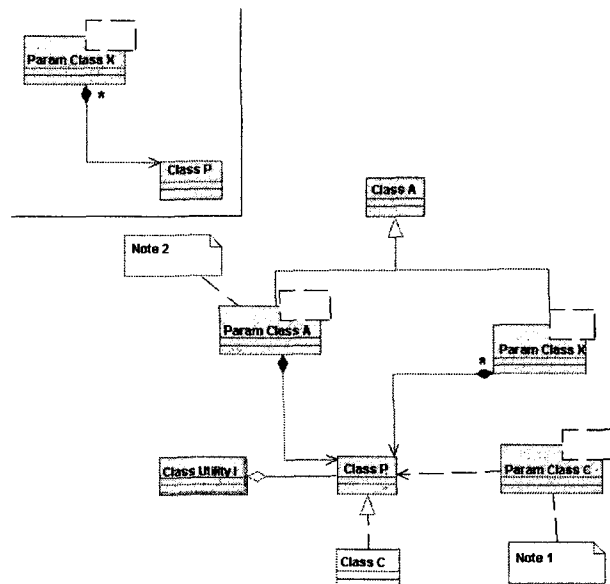 Param Class X
*
Class P
Class A
Note 2
Param Class A
Param Class X
*
Class Utility I
Class P
Param Class C
Class C
Note 1